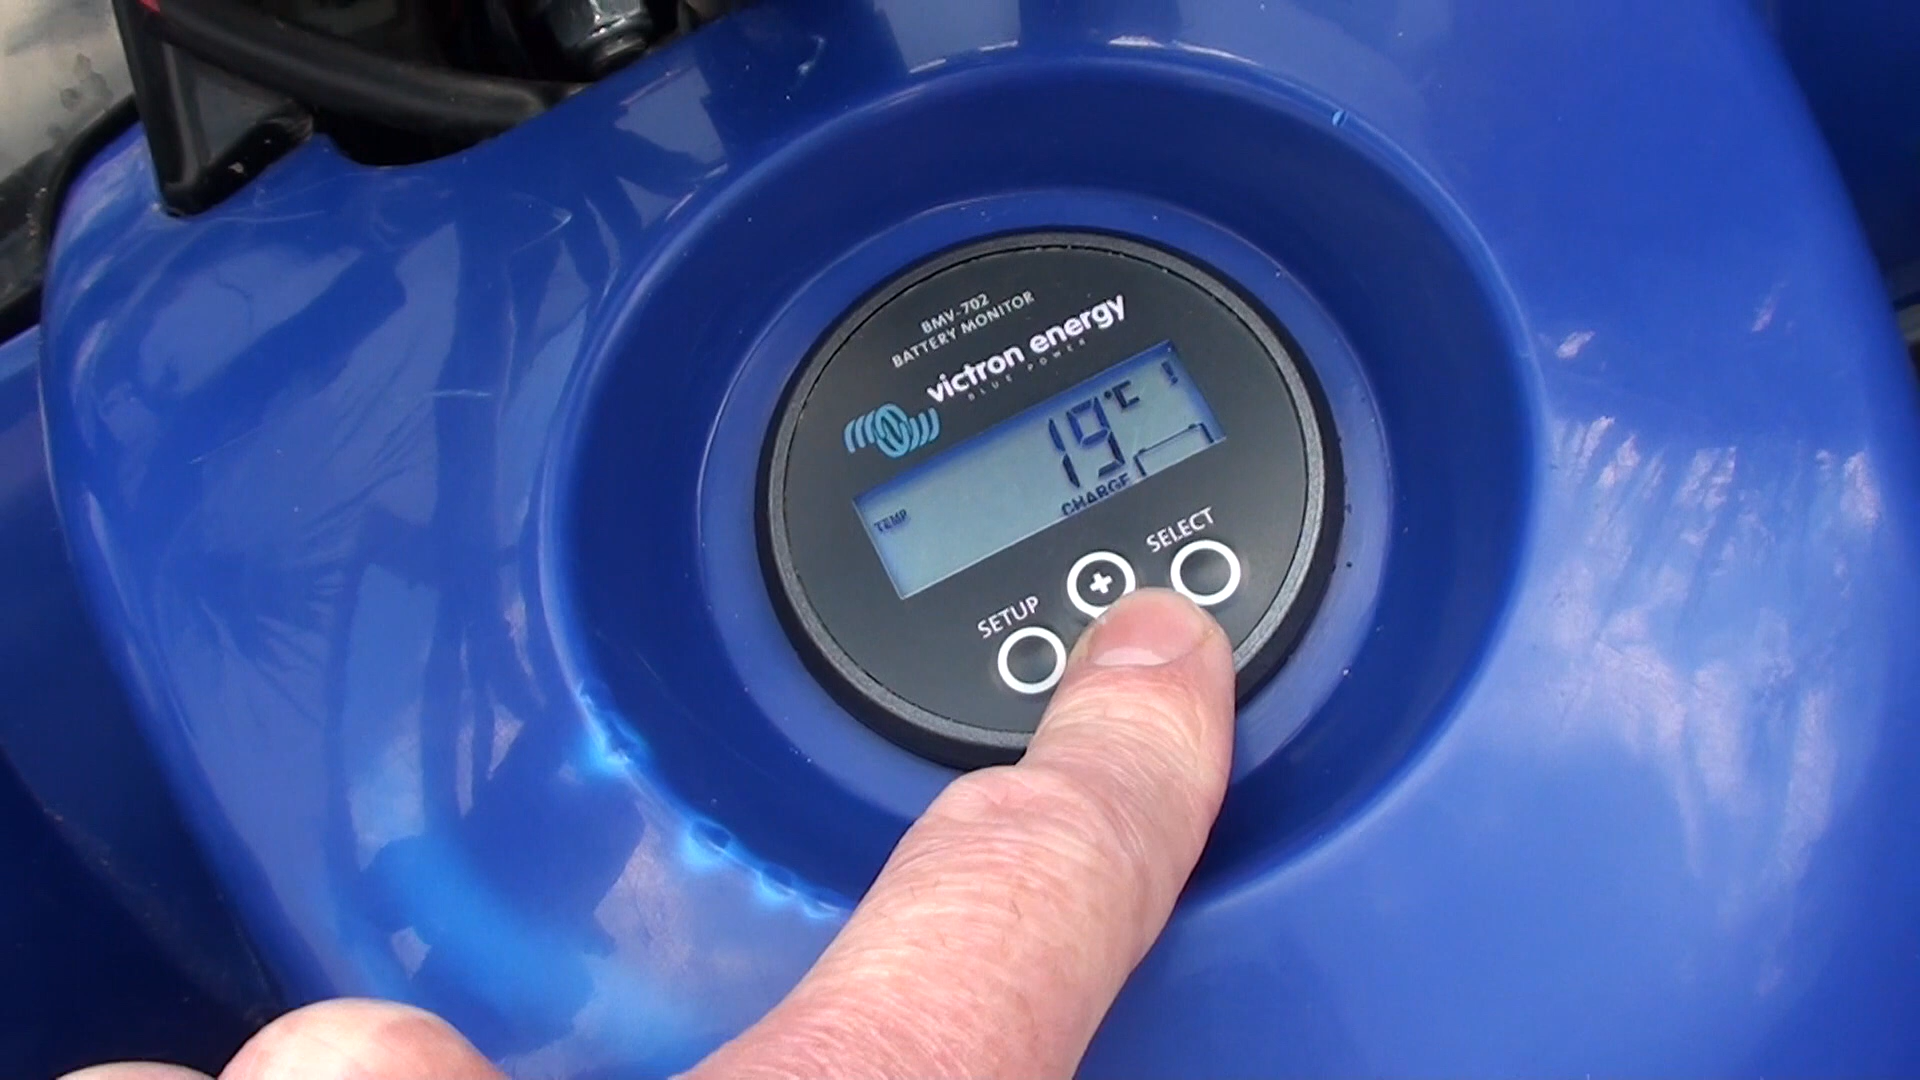 BMV-702
BATTERY MONITOR
victron energy
BLUE POWER
19°C !
TEMP
CHARGE
SETUP
+
SELECT